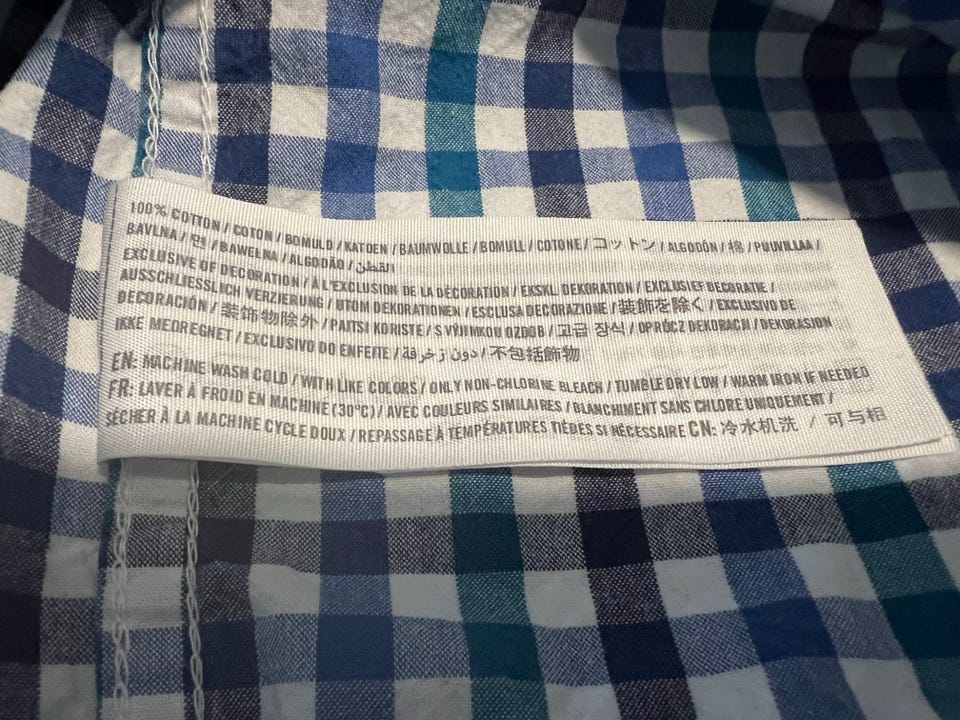 100% COTTON / COTON / BOMULD / KATOEN / BAUMWOLLE / BOMULL / COTONE / コットン / ALGODÓN / 棉 / PUUVILLAA /
BAVLNA / 면 / BAWEŁNA / ALGODÃO / القطن
EXCLUSIVE OF DECORATION / À L'EXCLUSION DE LA DÉCORATION / EKSKL. DEKORATION / EXCLUSIEF DECORATIE /
AUSSCHLIESSLICH VERZIERUNG / UTOM DEKORATIONEN / ESCLUSA DECORAZIONE / 装飾を除く / EXCLUSIVO DE
DECORACIÓN / 装饰物除外 / PAITSI KORISTE / S VÝJIMKOU OZDOB / 고급 장식 / OPRÓCZ DEKORACJI / DEKORASJON
IKKE MEDREGNET / EXCLUSIVO DO ENFEITE / دون زخرفة / 不包括飾物
EN: MACHINE WASH COLD / WITH LIKE COLORS / ONLY NON-CHLORINE BLEACH / TUMBLE DRY LOW / WARM IRON IF NEEDED
FR: LAVER À FROID EN MACHINE (30°C) / AVEC COULEURS SIMILAIRES / BLANCHIMENT SANS CHLORE UNIQUEMENT /
SÉCHER À LA MACHINE CYCLE DOUX / REPASSAGE À TEMPÉRATURES TIÈDES SI NÉCESSAIRE CN: 冷水机洗 / 可与相